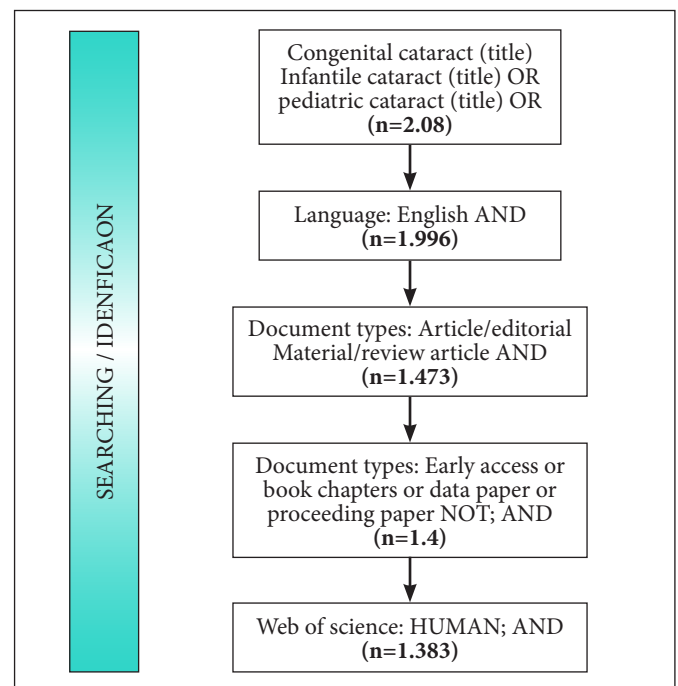 SEARCHING / IDENFICAON
Congenital cataract (title)
Infantile cataract (title) OR
pediatric cataract (title) OR
(n=2.08)
Language: English AND
(n=1.996)
Document types: Article/editorial
Material/review article AND
(n=1.473)
Document types: Early access or
book chapters or data paper or
proceeding paper NOT; AND
(n=1.4)
Web of science: HUMAN; AND
(n=1.383)